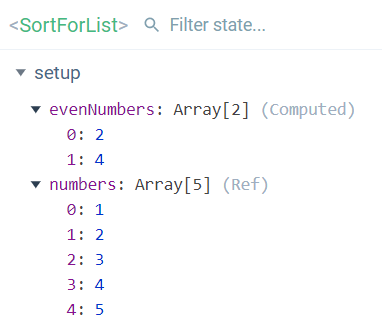 <SortForList> Filter state...
setup
evenNumbers: Array[2] (Computed)
0: 2
1: 4
numbers: Array[5] (Ref)
0: 1
1: 2
2: 3
3: 4
4: 5